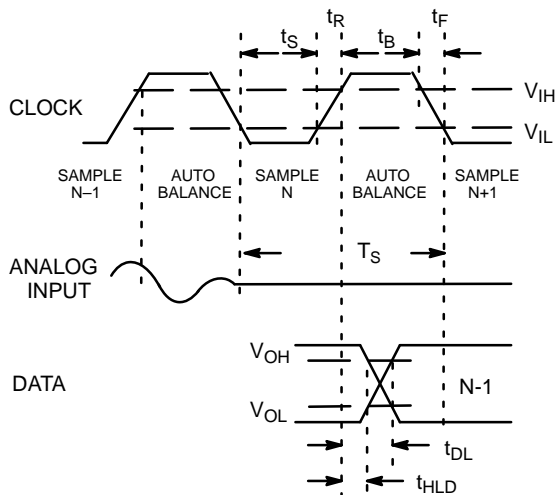 tR tF
tS tB
CLOCK
VIH
VIL
SAMPLE N–1
AUTO BALANCE
SAMPLE N
AUTO BALANCE
SAMPLE N+1
TS
ANALOG INPUT
VOH
DATA
N-1
VOL
tDL
tHLD